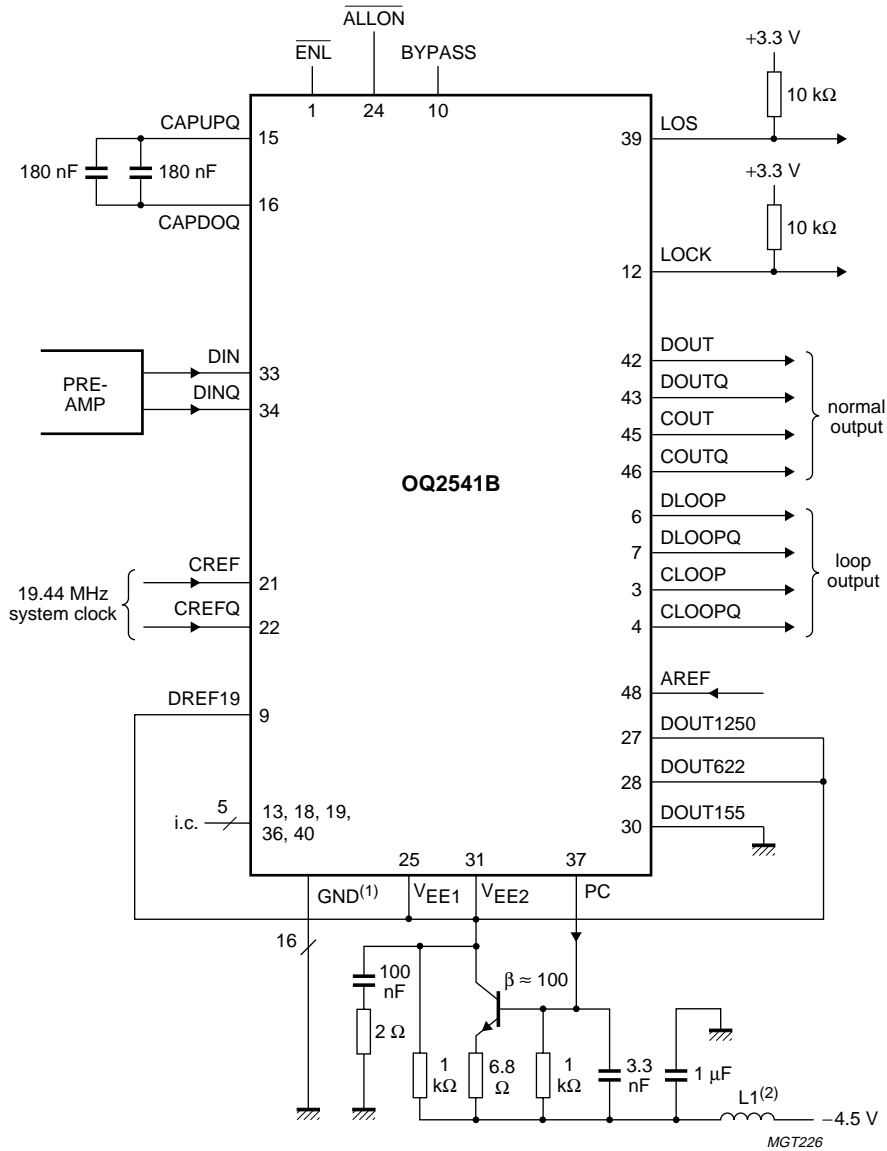 ALLON
ENL
BYPASS
1
24
10
+3.3 V
10 kΩ
LOS
39
+3.3 V
10 kΩ
LOCK
12
CAPUPQ
15
180 nF
180 nF
16
CAPDOQ
PRE-
AMP
DIN
33
DINQ
34
OQ2541B
DOUT
42
DOUTQ
43
COUT
45
COUTQ
46
normal
output
DLOOP
6
DLOOPQ
7
CLOOP
3
CLOOPQ
4
loop
output
19.44 MHz
system clock
CREF
21
CREFQ
22
AREF
48
DREF19
9
DOUT1250
27
DOUT622
28
DOUT155
30
i.c.
5
13, 18, 19,
36, 40
25
31
37
GND(1)
VEE1
VEE2
PC
16
100
nF
2 Ω
β ≈ 100
1
kΩ
6.8
Ω
1
kΩ
3.3
nF
1 μF
L1(2)
−4.5 V
MGT226